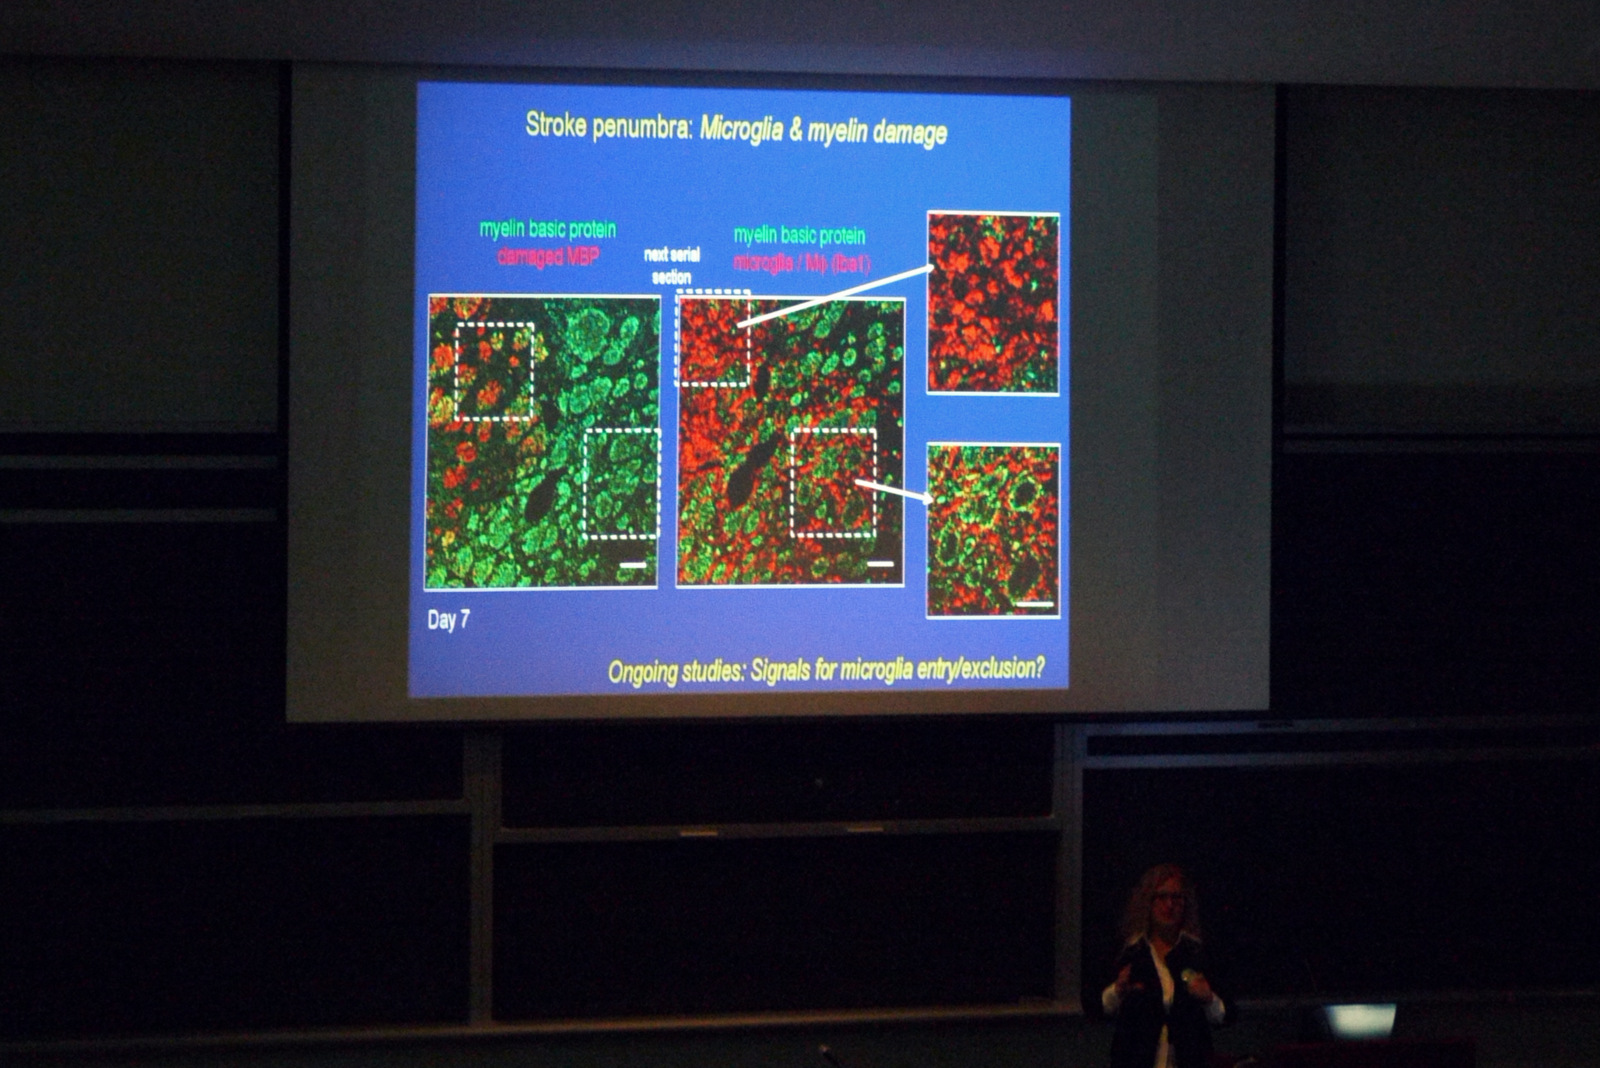 Stroke penumbra: Microglia & myelin damage
myelin basic protein
damaged MBP
next serial
section
myelin basic protein
microglia / Mφ (Iba1)
Day 7
Ongoing studies: Signals for microglia entry/exclusion?